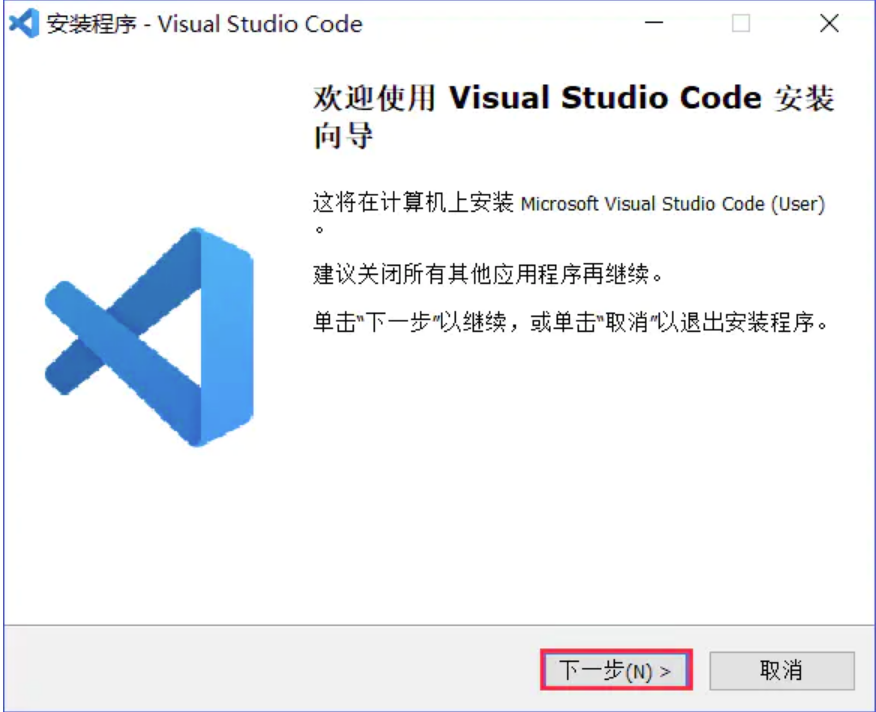 安装程序 - Visual Studio Code
欢迎使用 Visual Studio Code 安装
向导
这将在计算机上安装 Microsoft Visual Studio Code (User)
。
建议关闭所有其他应用程序再继续。
单击“下一步”以继续，或单击“取消”以退出安装程序。
下一步(N) >
取消